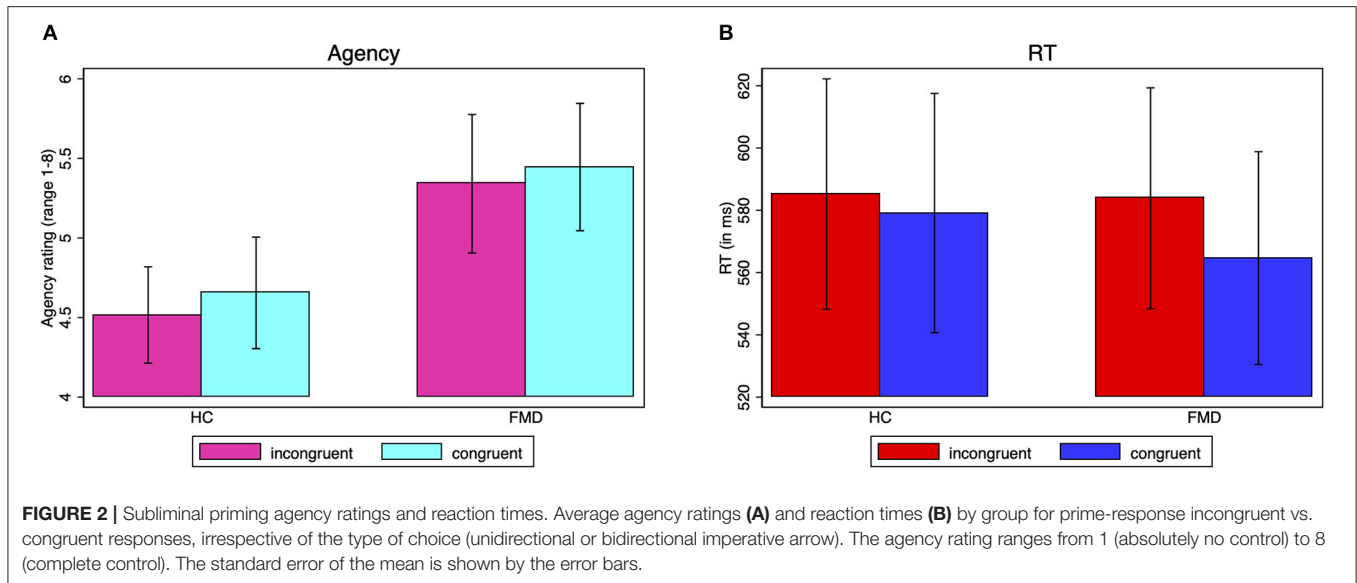 A
Agency
Agency rating (range 1-8)
6
5.5
5
4.5
4
HC
FMD
incongruent
congruent
B
RT
RT (in ms)
620
600
580
560
540
520
HC
FMD
incongruent
congruent
FIGURE 2 | Subliminal priming agency ratings and reaction times. Average agency ratings (A) and reaction times (B) by group for prime-response incongruent vs.
congruent responses, irrespective of the type of choice (unidirectional or bidirectional imperative arrow). The agency rating ranges from 1 (absolutely no control) to 8
(complete control). The standard error of the mean is shown by the error bars.